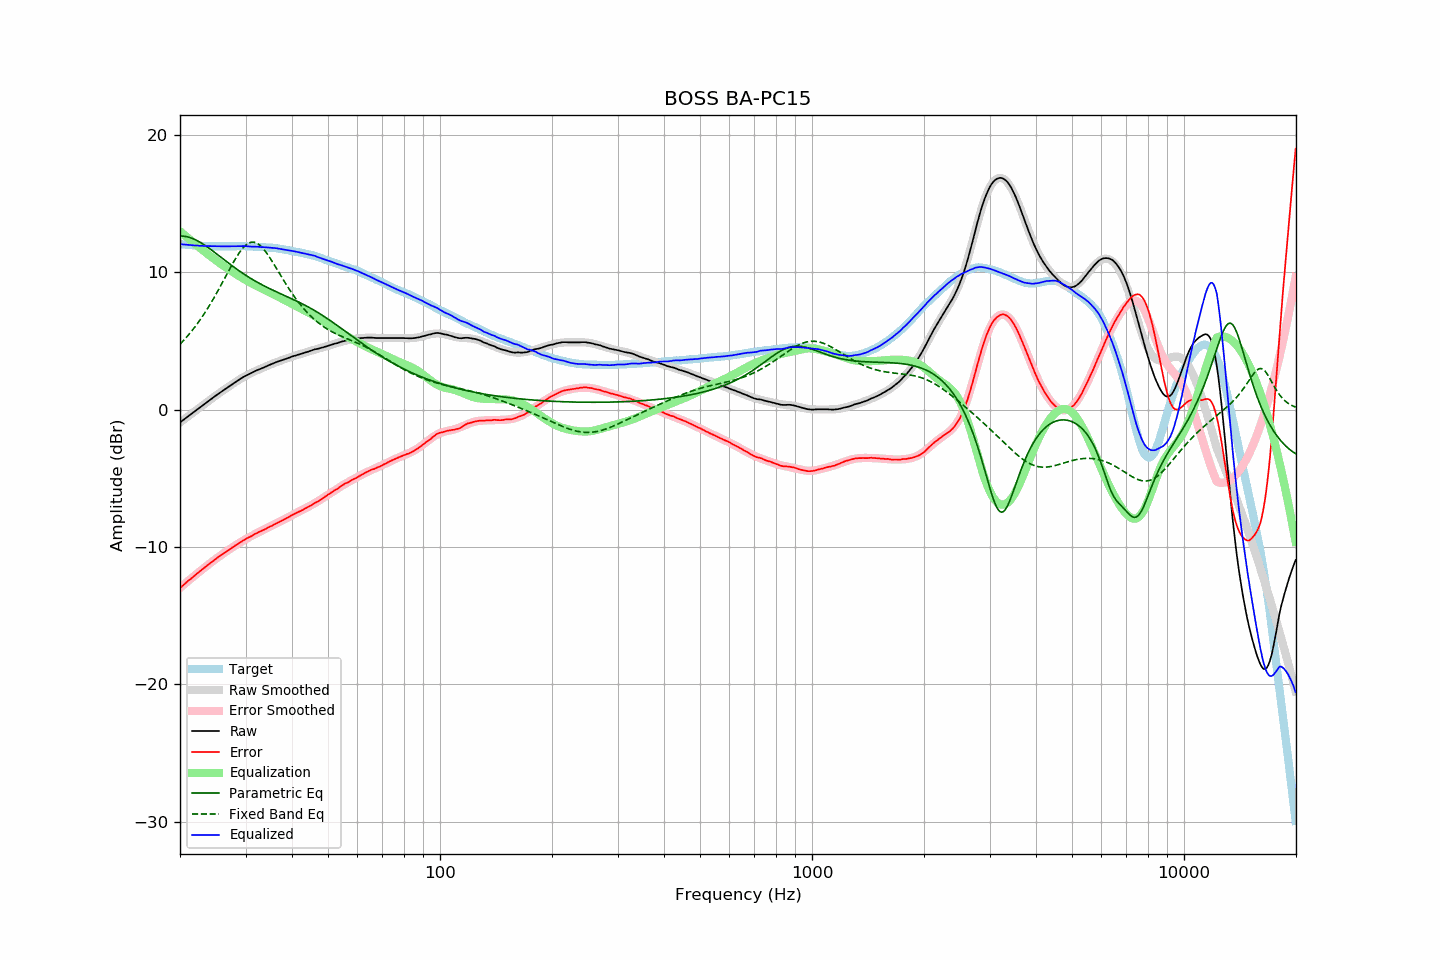 BOSS BA-PC15
20
10
0
−10
−20
−30
Amplitude (dBr)
Target
Raw Smoothed
Error Smoothed
Raw
Error
Equalization
Parametric Eq
Fixed Band Eq
Equalized
100
1000
10000
Frequency (Hz)